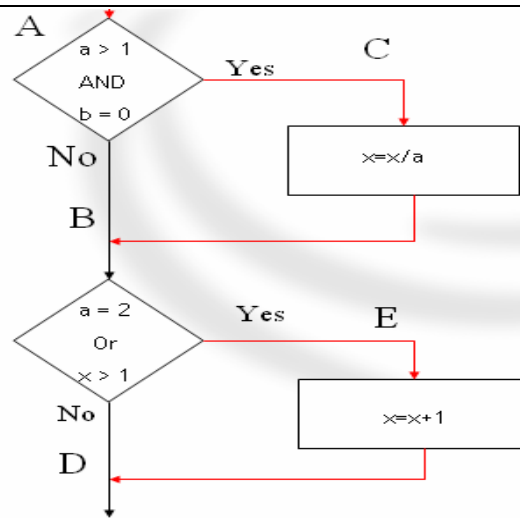 A
a > 1
AND
b = 0
Yes
C
x=x/a
No
B
a = 2
Or
x > 1
Yes
E
x=x+1
No
D